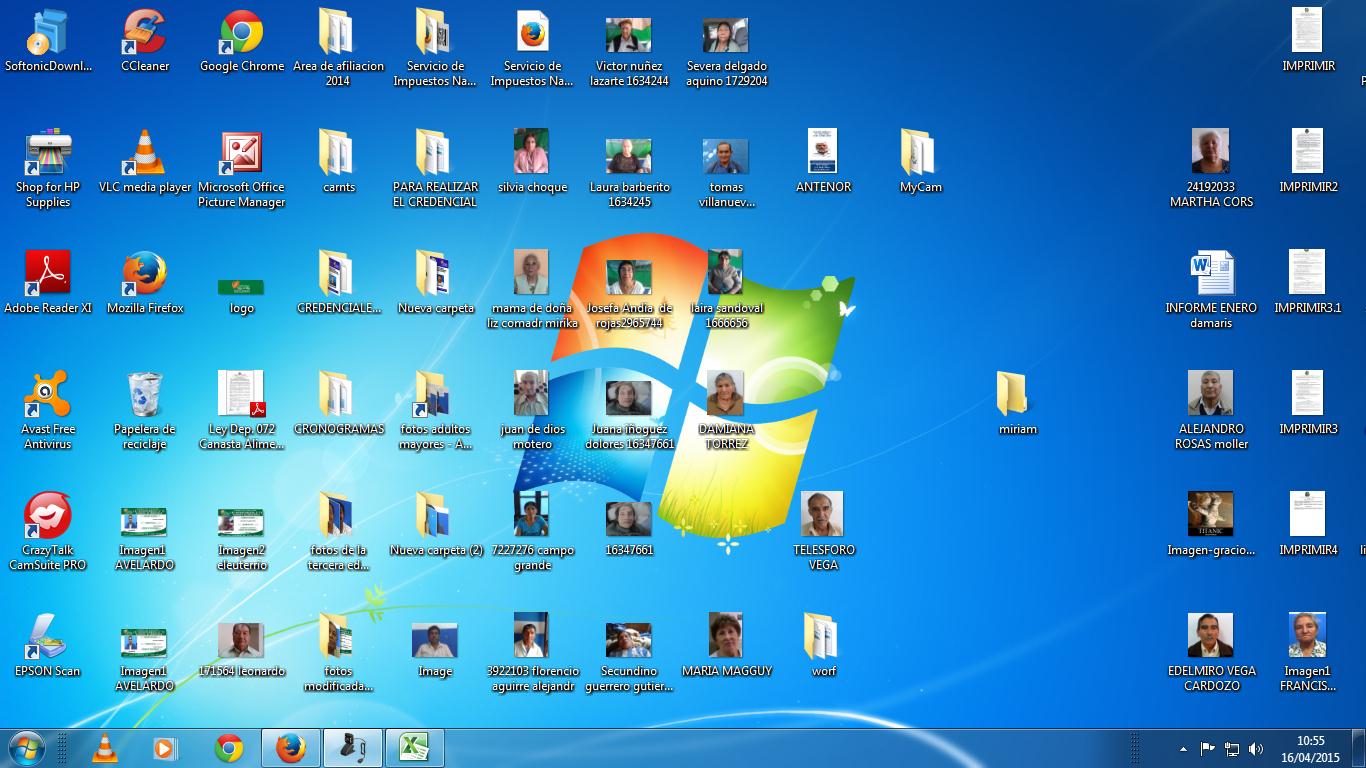 SoftonicDownl...
CCleaner
Google Chrome
Area de afiliacion
2014
Servicio de
Impuestos Na...
Servicio de
Impuestos Na...
Victor nuñez
lazarte 1634244
Severa delgado
aquino 1729204
IMPRIMIR
Shop for HP
Supplies
VLC media player
Microsoft Office
Picture Manager
carnts
PARA REALIZAR
EL CREDENCIAL
silvia choque
Laura barberito
1634245
tomas
villanuev...
ANTENOR
MyCam
24192033
MARTHA CORS
IMPRIMIR2
Adobe Reader XI
Mozilla Firefox
logo
CREDENCIALE...
Nueva carpeta
mama de doña
liz comadr mirika
Josefa Andia de
rojas2965744
laira sandoval
1666656
INFORME ENERO
damaris
IMPRIMIR3.1
Avast Free
Antivirus
Papelera de
reciclaje
Ley Dep. 072
Canasta Alime...
CRONOGRAMAS
fotos adultos
mayores - A...
juan de dios
motero
Juana iñoguez
dolores 16347661
DAMIANA
TORREZ
miriam
ALEJANDRO
ROSAS moller
IMPRIMIR3
CrazyTalk
CamSuite PRO
Imagen1
AVELARDO
Imagen2
eleuterrio
fotos de la
tercera ed...
Nueva carpeta (2)
7227276 campo
grande
16347661
TELESFORO
VEGA
TITANIC
Imagen-gracio...
IMPRIMIR4
EPSON Scan
Imagen1
AVELARDO
171564 leonardo
fotos
modificada...
Image
3922103 florencio
aguirre alejandr
Secundino
guerrero gutier...
MARIA MAGGUY
worf
EDELMIRO VEGA
CARDOZO
Imagen1
FRANCIS...
10:55
16/04/2015